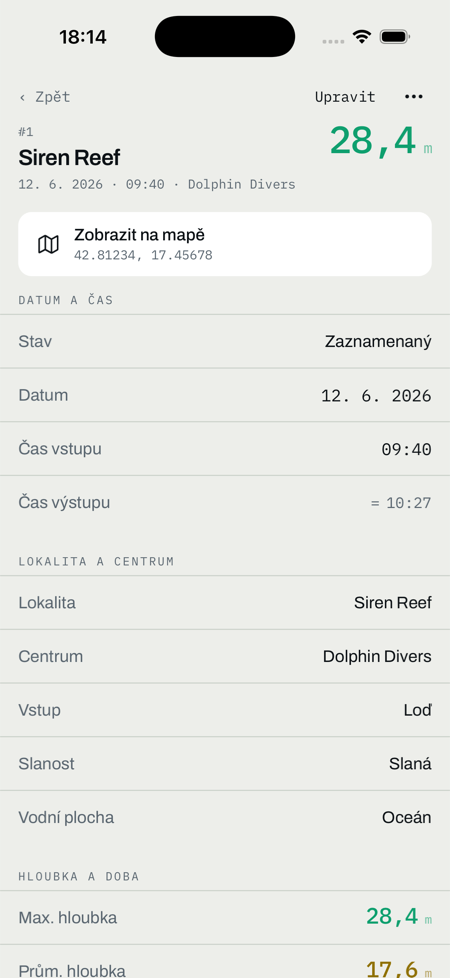 18:14
‹ Zpět
Upravit
#1
28,4 m
Siren Reef
12. 6. 2026 · 09:40 · Dolphin Divers
Zobrazit na mapě
42.81234, 17.45678
DATUM A ČAS
Stav Zaznamenaný
Datum 12. 6. 2026
Čas vstupu 09:40
Čas výstupu = 10:27
LOKALITA A CENTRUM
Lokalita Siren Reef
Centrum Dolphin Divers
Vstup Loď
Slanost Slaná
Vodní plocha Oceán
HLOUBKA A DOBA
Max. hloubka 28,4 m
Prům. hloubka 17,6 m